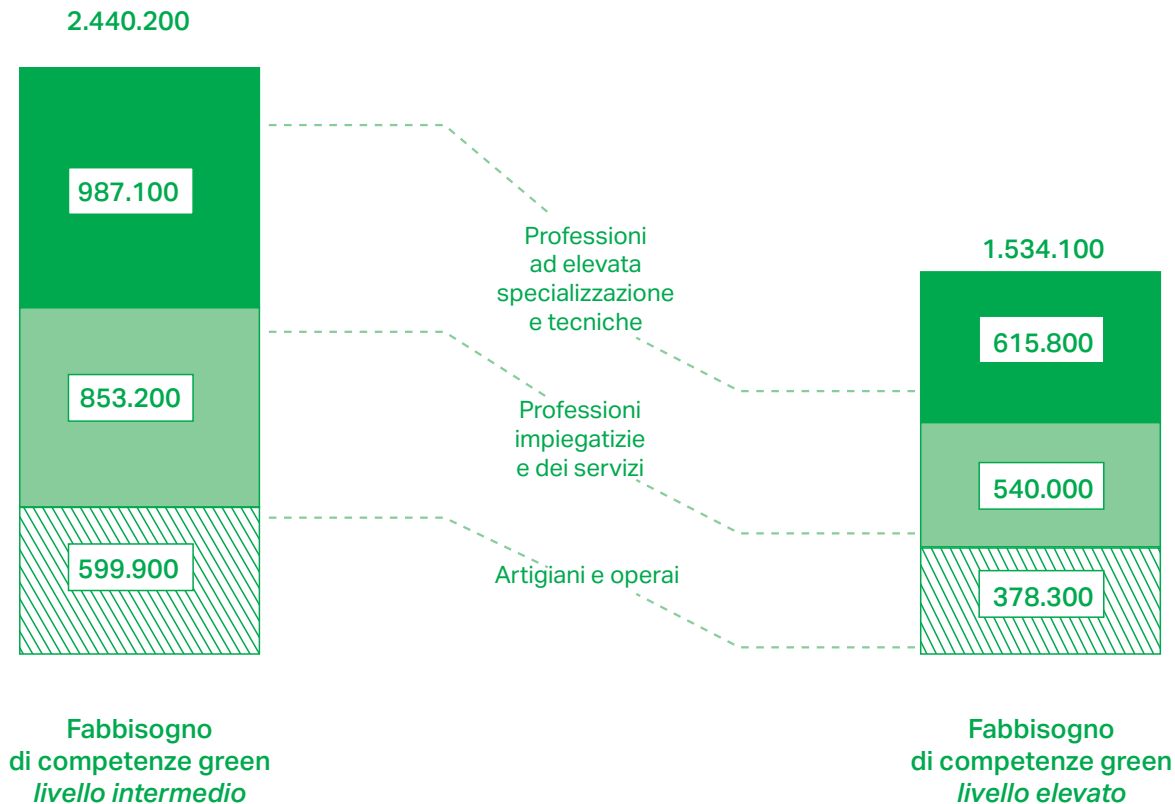 2.440.200
987.100
853.200
599.900
Fabbisogno
di competenze green
livello intermedio
Professioni
ad elevata
specializzazione
e tecniche
Professioni
impiegatizie
e dei servizi
Artigiani e operai
1.534.100
615.800
540.000
378.300
Fabbisogno
di competenze green
livello elevato